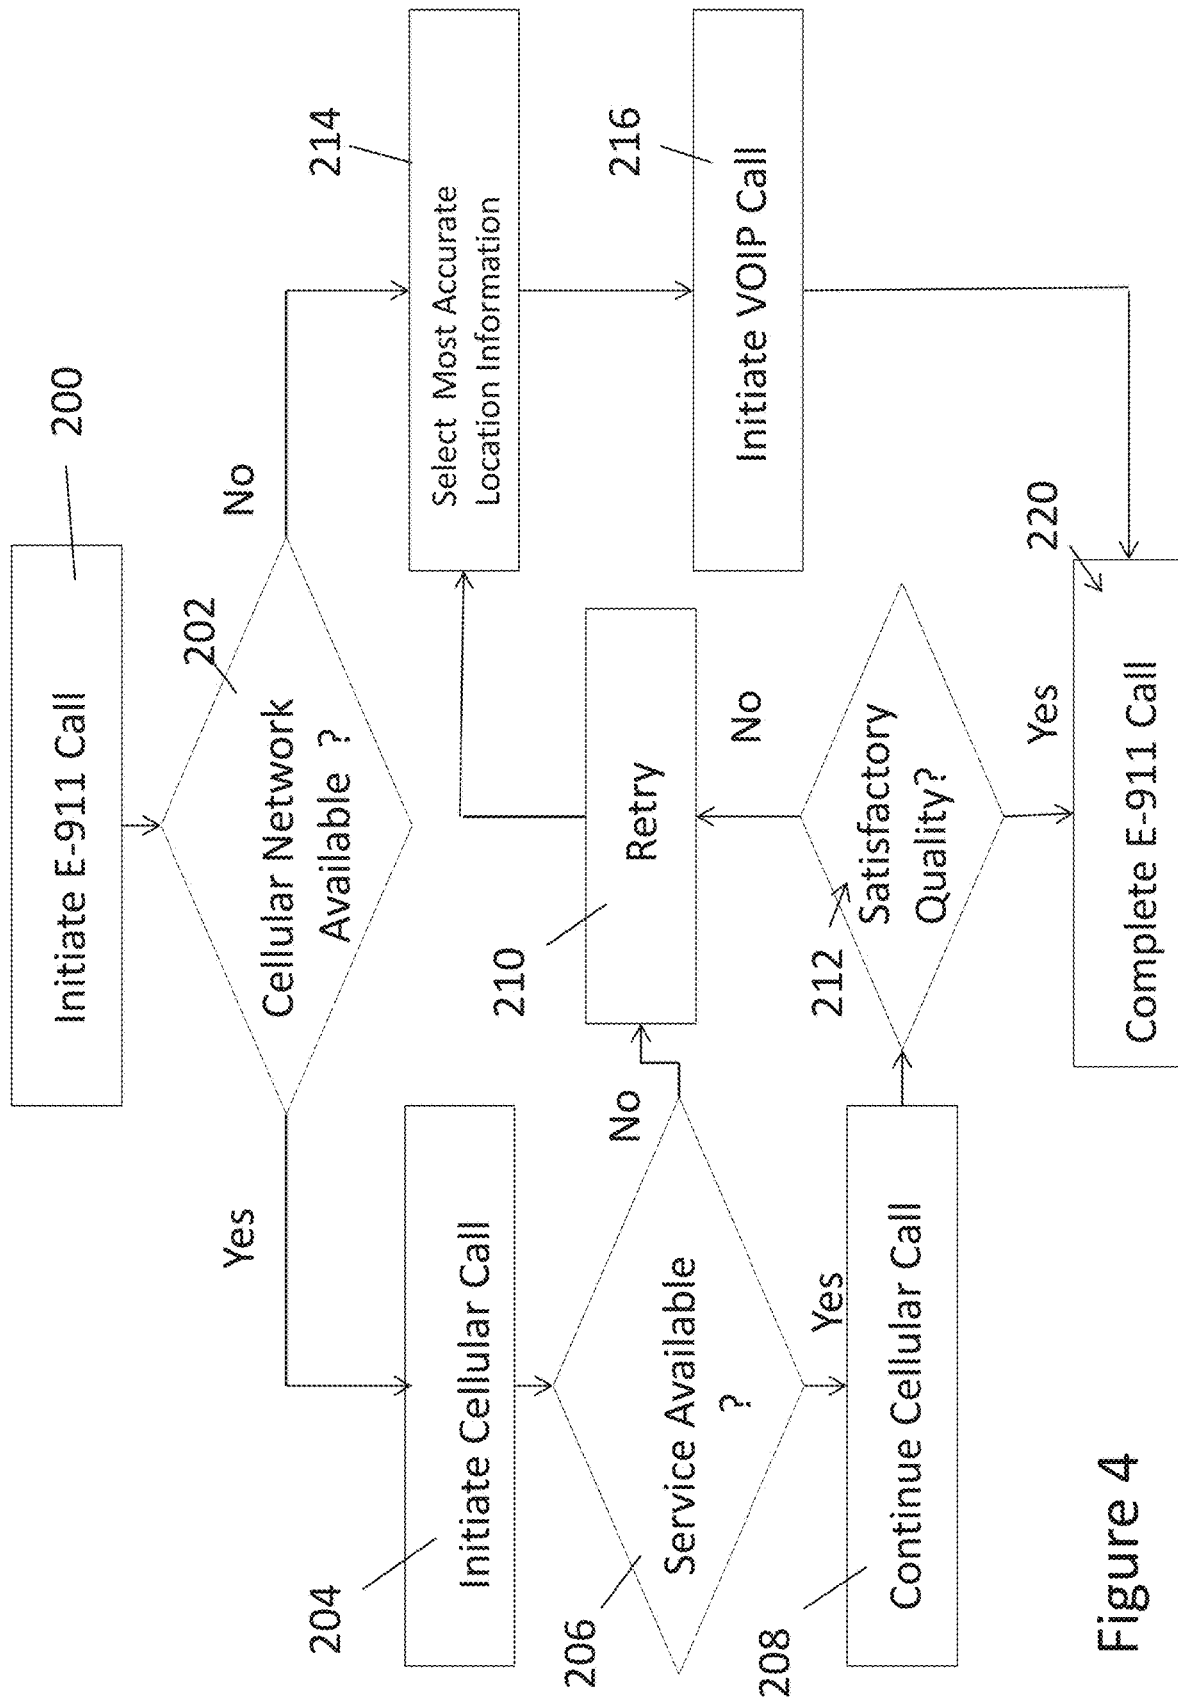 Initiate E-911 Call
200
Cellular Network
Available ?
202
Yes
No
204
Initiate Cellular Call
Select Most Accurate
Location Information
214
206
Service Available
?
No
210
Retry
Initiate VOIP Call
216
Yes
No
208
Continue Cellular Call
212
Satisfactory
Quality?
Yes
220
Complete E-911 Call
Figure 4